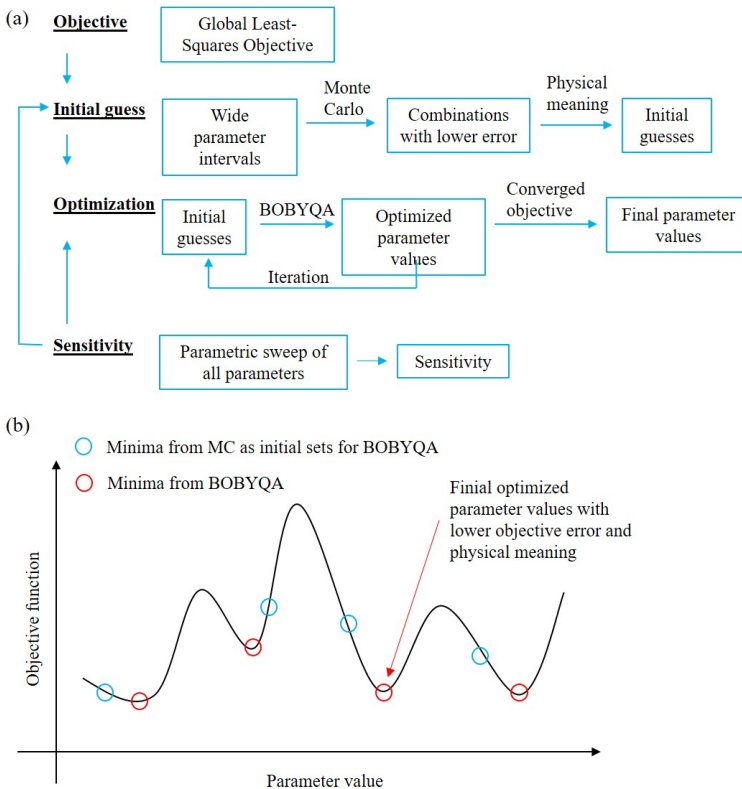 (a)
Objective
Global Least-
Squares Objective
Initial guess
Wide
parameter
intervals
Monte
Carlo
Combinations
with lower error
Physical
meaning
Initial
guesses
Optimization
Initial
guesses
BOBYQA
Optimized
parameter
values
Converged
objective
Final parameter
values
Iteration
Sensitivity
Parametric sweep of
all parameters
Sensitivity
(b)
Minima from MC as initial sets for BOBYQA
Minima from BOBYQA
Finial optimized
parameter values with
lower objective error and
physical meaning
Objective function
Parameter value